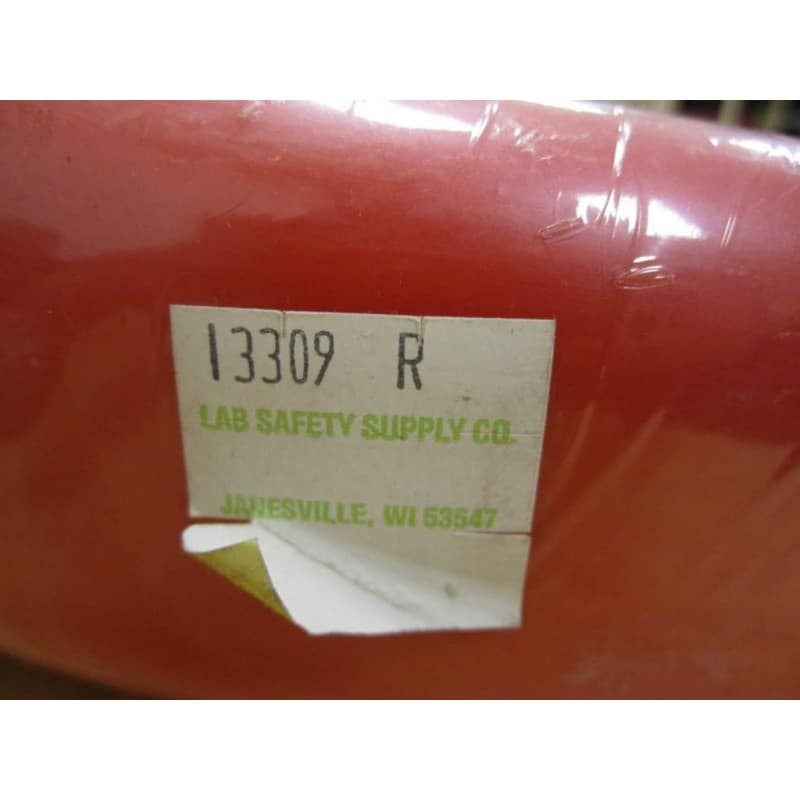 13309 R
LAB SAFETY SUPPLY CO.
JANESVILLE, WI 53547